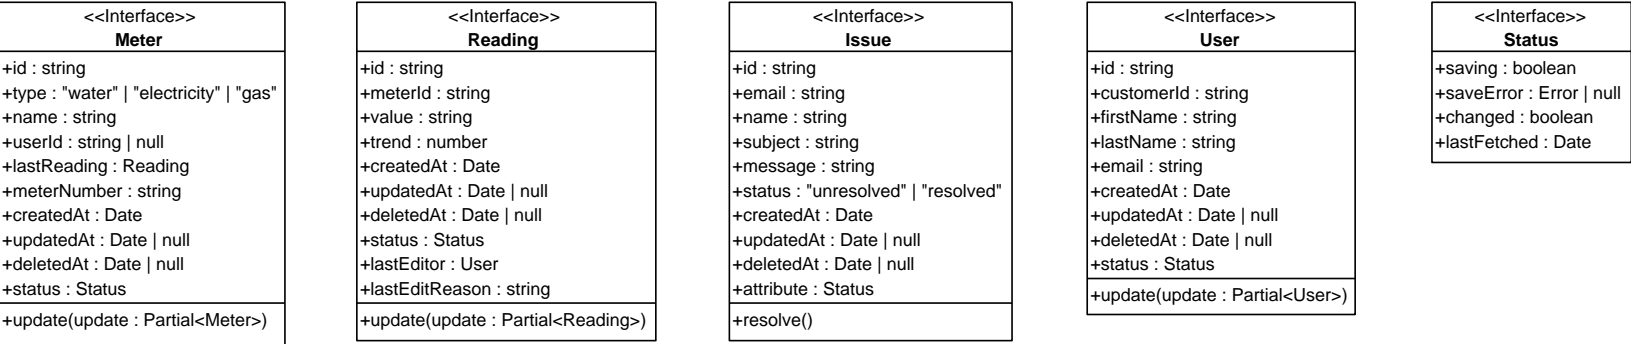 <<Interface>>
Meter
+id : string
+type : "water" | "electricity" | "gas"
+name : string
+userId : string | null
+lastReading : Reading
+meterNumber : string
+createdAt : Date
+updatedAt : Date | null
+deletedAt : Date | null
+status : Status
+update(update : Partial<Meter>)
<<Interface>>
Reading
+id : string
+meterId : string
+value : string
+trend : number
+createdAt : Date
+updatedAt : Date | null
+deletedAt : Date | null
+status : Status
+lastEditor : User
+lastEditReason : string
+update(update : Partial<Reading>)
<<Interface>>
Issue
+id : string
+email : string
+name : string
+subject : string
+message : string
+status : "unresolved" | "resolved"
+createdAt : Date
+updatedAt : Date | null
+deletedAt : Date | null
+attribute : Status
+resolve()
<<Interface>>
User
+id : string
+customerId : string
+firstName : string
+lastName : string
+email : string
+createdAt : Date
+updatedAt : Date | null
+deletedAt : Date | null
+status : Status
+update(update : Partial<User>)
<<Interface>>
Status
+saving : boolean
+saveError : Error | null
+changed : boolean
+lastFetched : Date